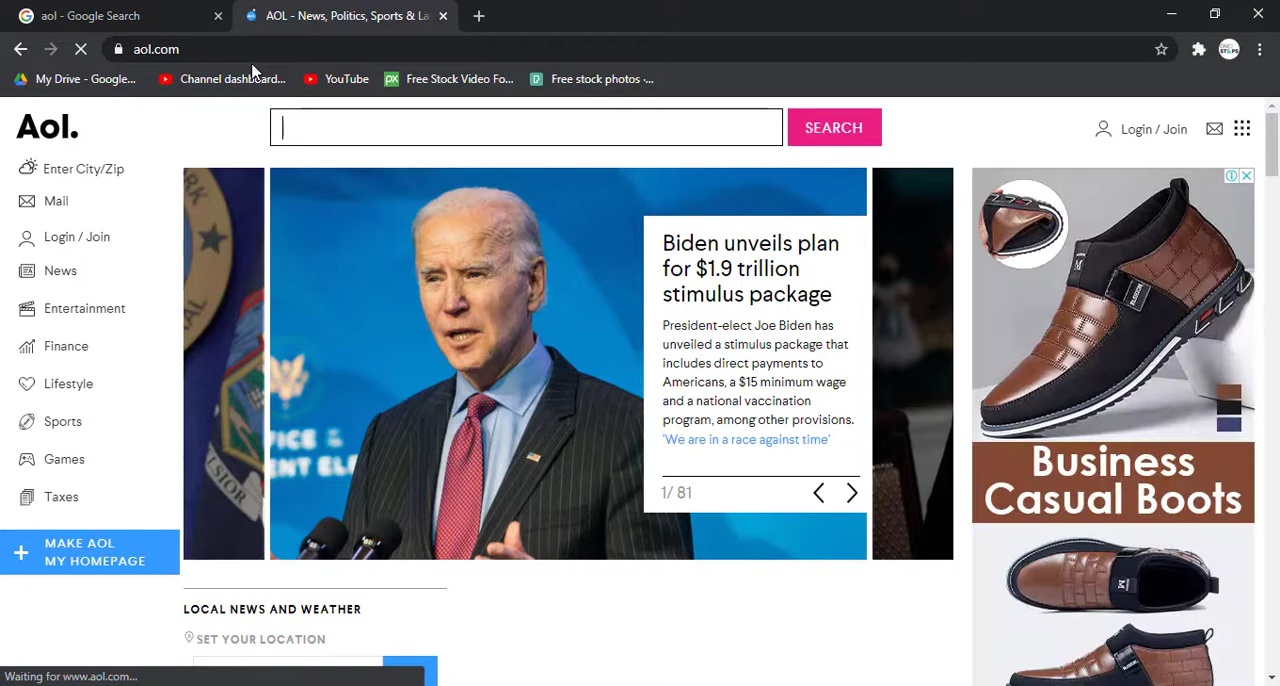 aol - Google Search
AOL - News, Politics, Sports & La
aol.com
My Drive - Google...
Channel dashboard...
YouTube
Free Stock Video Fo...
Free stock photos ·...
Aol.
SEARCH
Login / Join
Enter City/Zip
Mail
Login / Join
News
Entertainment
Finance
Lifestyle
Sports
Games
Taxes
MAKE AOL
MY HOMEPAGE
Biden unveils plan
for $1.9 trillion
stimulus package
President-elect Joe Biden has
unveiled a stimulus package that
includes direct payments to
Americans, a $15 minimum wage
and a national vaccination
program, among other provisions.
'We are in a race against time'
1/ 81
Business
Casual Boots
LOCAL NEWS AND WEATHER
SET YOUR LOCATION
Waiting for www.aol.com...